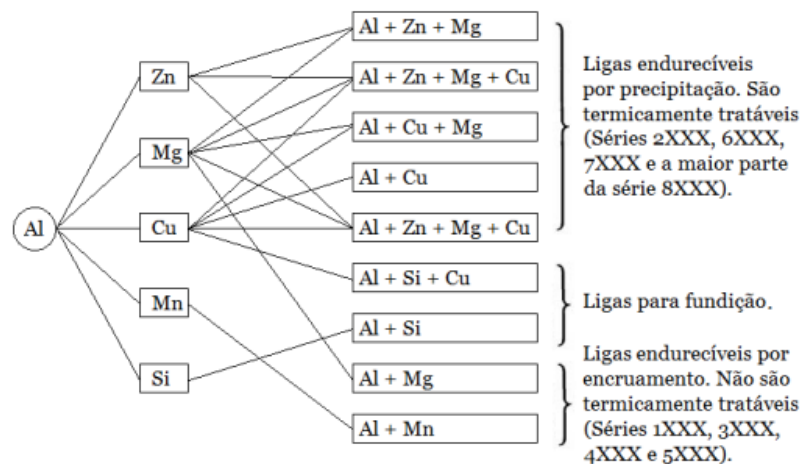 Al
Zn
Mg
Cu
Mn
Si
Al + Zn + Mg
Al + Zn + Mg + Cu
Al + Cu + Mg
Al + Cu
Al + Zn + Mg + Cu
Al + Si + Cu
Al + Si
Al + Mg
Al + Mn
Ligas endurecíveis
por precipitação. São
termicamente tratáveis
(Séries 2XXX, 6XXX,
7XXX e a maior parte
da série 8XXX).
Ligas para fundição.
Ligas endurecíveis por
encruamento. Não são
termicamente tratáveis
(Séries 1XXX, 3XXX,
4XXX e 5XXX).